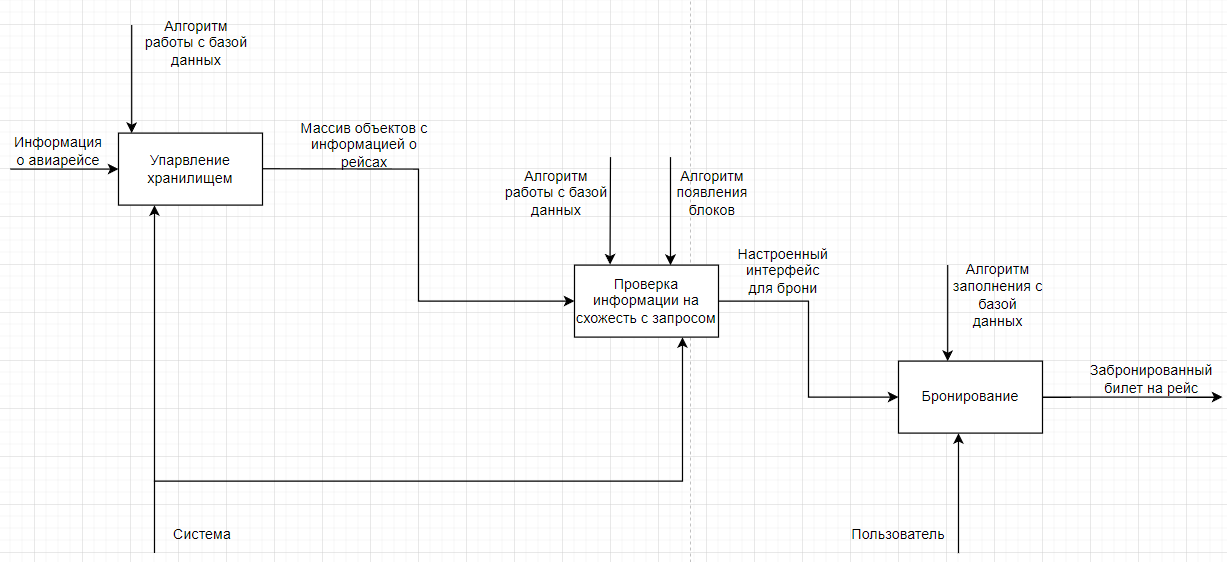 Алгоритм
работы с базой
данных
Информация
о авиарейсе
Упарвление
хранилищем
Массив объектов с
информацией о
рейсах
Алгоритм
работы с базой
данных
Алгоритм
появления
блоков
Проверка
информации на
схожесть с запросом
Настроенный
интерфейс
для брони
Алгоритм
заполнения с
базой
данных
Бронирование
Забронированный
билет на рейс
Система
Пользователь